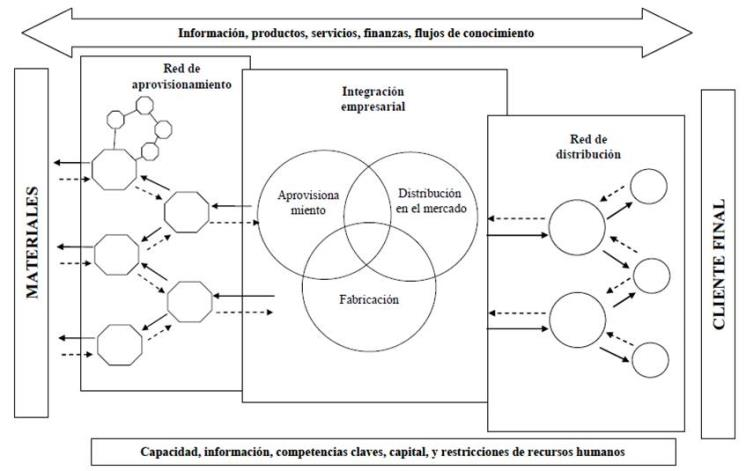 Información, productos, servicios, finanzas, flujos de conocimiento
Red de
aprovisionamiento
Integración
empresarial
Red de
distribución
MATERIALES
Aprovisiona
miento
Distribución
en el mercado
Fabricación
CLIENTE FINAL
Capacidad, información, competencias claves, capital, y restricciones de recursos humanos